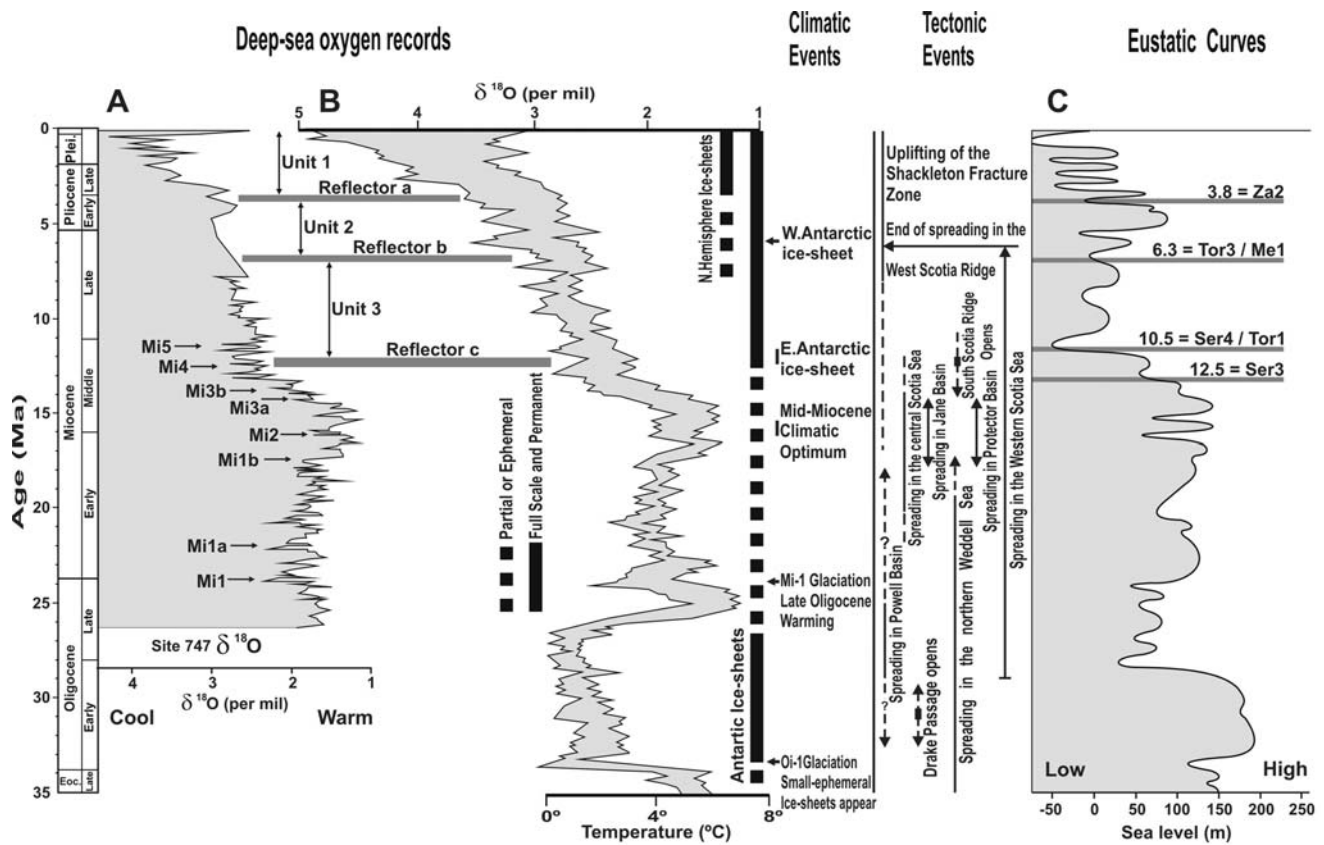 Deep-sea oxygen records
Climatic
Events
Tectonic
Events
Eustatic Curves
A
B
C
δ 18O (per mil)
5
4
3
2
1
Age (Ma)
0
5
10
15
20
25
30
35
Plei.
Pliocene
Late
Early
Miocene
Late
Middle
Early
Oligocene
Late
Early
Eoc.
Late
Unit 1
Reflector a
Unit 2
Reflector b
Unit 3
Reflector c
Mi5
Mi4
Mi3b
Mi3a
Mi2
Mi1b
Mi1a
Mi1
Site 747 δ 18O
4
3
2
1
δ 18O (per mil)
Cool
Warm
Partial or Ephemeral
Full Scale and Permanent
N.Hemisphere Ice-sheets
Antartic Ice-sheets
0º
4º
8º
Temperature (ºC)
W.Antarctic
ice-sheet
E.Antarctic
ice-sheet
Mid-Miocene
Climatic
Optimum
Mi-1 Glaciation
Late Oligocene
Warming
Oi-1Glaciation
Small-ephemeral
Ice-sheets appear
Uplifting of the
Shackleton Fracture
Zone
End of spreading in the
West Scotia Ridge
?
?
Spreading in Powell Basin
Spreading in the central Scotia Sea
Drake Passage opens
Spreading in Jane Basin
Spreading in the northern Weddell Sea
South Scotia Ridge
Spreading in Protector Basin Opens
Spreading in the Western Scotia Sea
3.8 = Za2
6.3 = Tor3 / Me1
10.5 = Ser4 / Tor1
12.5 = Ser3
Low
High
-50
0
50
100
150
200
250
Sea level (m)